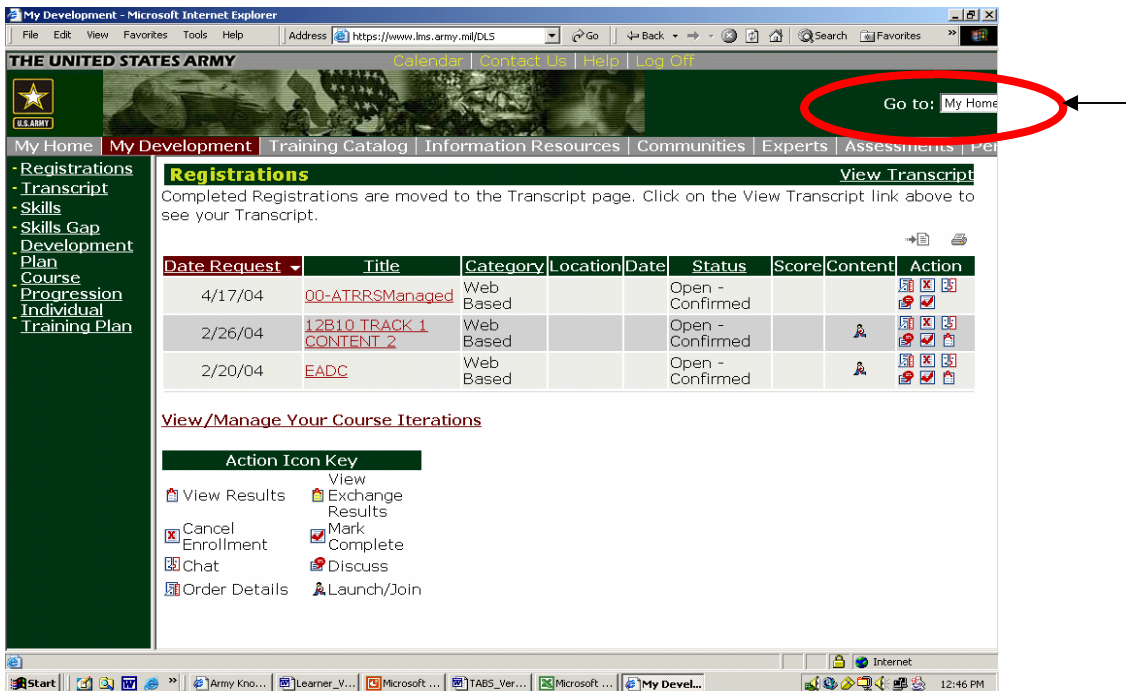 My Development - Microsoft Internet Explorer
File Edit View Favorites Tools Help Address https://www.lms.army.mil/DLS Go Back Search Favorites »
THE UNITED STATES ARMY Calendar | Contact Us | Help | Log Off
U.S.ARMY
Go to: My Home
My Home | My Development | Training Catalog | Information Resources | Communities | Experts | Assessments | Per
- Registrations
- Transcript
- Skills
- Skills Gap
- Development Plan
- Course Progression
- Individual Training Plan
Registrations View Transcript
Completed Registrations are moved to the Transcript page. Click on the View Transcript link above to
see your Transcript.
Date Request Title Category Location Date Status Score Content Action
4/17/04 00-ATRRSManaged Web Based Open - Confirmed
2/26/04 12B10 TRACK 1 CONTENT 2 Web Based Open - Confirmed
2/20/04 EADC Web Based Open - Confirmed
View/Manage Your Course Iterations
Action Icon Key
View Results View Exchange Results
Cancel Enrollment Mark Complete
Chat Discuss
Order Details Launch/Join
Internet
Start » Army Kno... Learner_V... Microsoft ... TABS_Ver... Microsoft ... My Devel... 12:46 PM